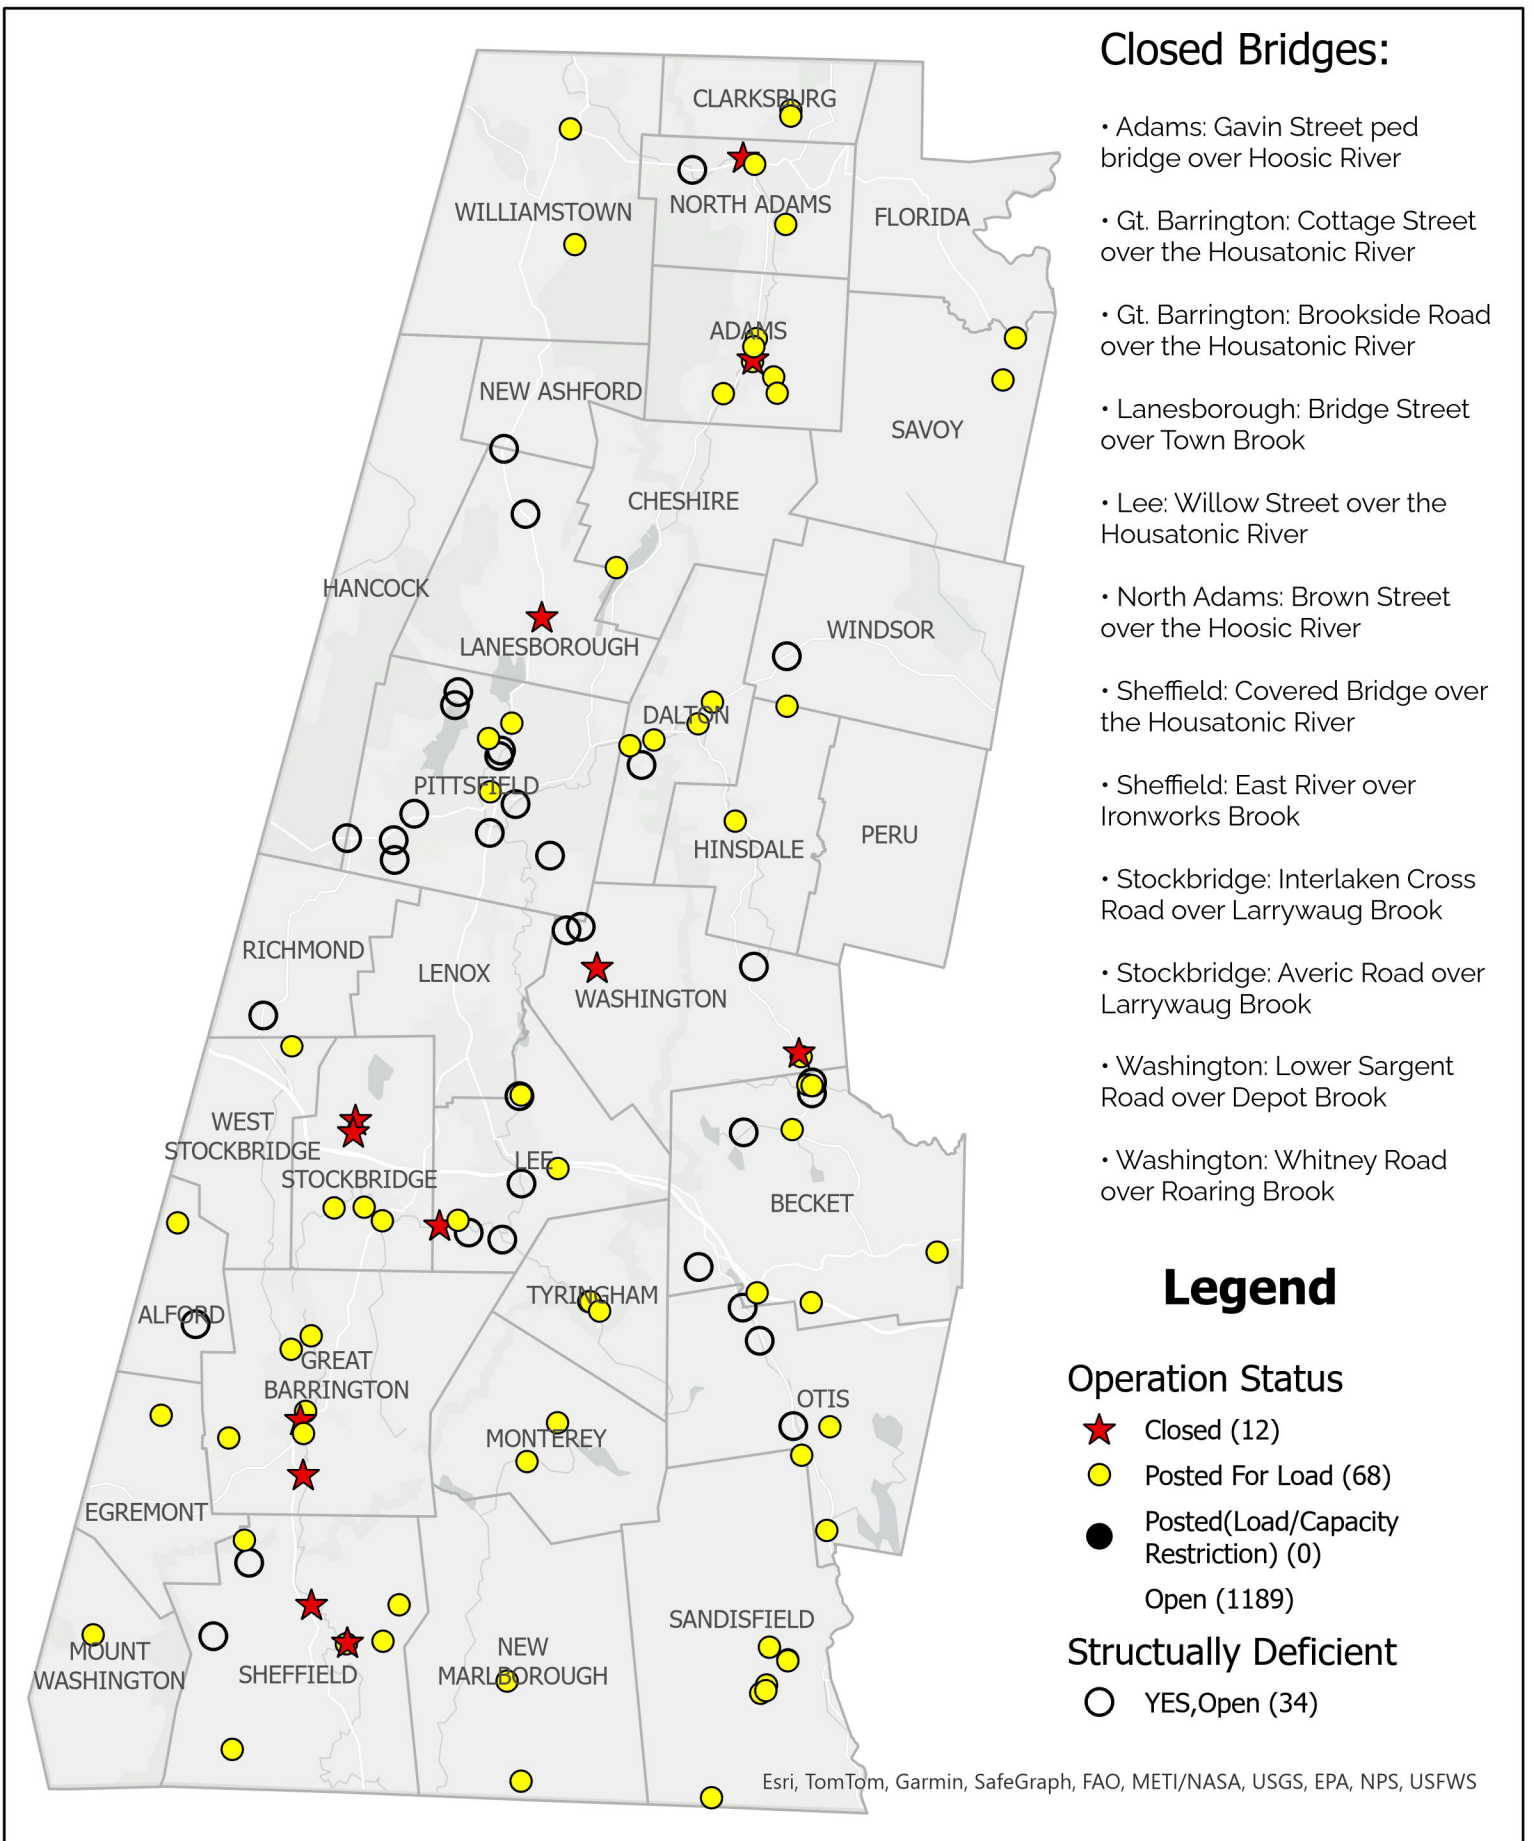 Closed Bridges:
• Adams: Gavin Street ped
bridge over Hoosic River
• Gt. Barrington: Cottage Street
over the Housatonic River
• Gt. Barrington: Brookside Road
over the Housatonic River
• Lanesborough: Bridge Street
over Town Brook
• Lee: Willow Street over the
Housatonic River
• North Adams: Brown Street
over the Hoosic River
• Sheffield: Covered Bridge over
the Housatonic River
• Sheffield: East River over
Ironworks Brook
• Stockbridge: Interlaken Cross
Road over Larrywaug Brook
• Stockbridge: Averic Road over
Larrywaug Brook
• Washington: Lower Sargent
Road over Depot Brook
• Washington: Whitney Road
over Roaring Brook
CLARKSBURG
WILLIAMSTOWN
NORTH ADAMS
FLORIDA
ADAMS
NEW ASHFORD
SAVOY
CHESHIRE
HANCOCK
LANESBOROUGH
WINDSOR
DALTON
PITTSFIELD
HINSDALE
PERU
RICHMOND
LENOX
WASHINGTON
WEST
STOCKBRIDGE
STOCKBRIDGE
LEE
BECKET
TYRINGHAM
ALFORD
GREAT
BARRINGTON
OTIS
MONTEREY
EGREMONT
SANDISFIELD
MOUNT
WASHINGTON
SHEFFIELD
NEW
MARLBOROUGH
Legend
Operation Status
Closed (12)
Posted For Load (68)
Posted(Load/Capacity
Restriction) (0)
Open (1189)
Structually Deficient
YES,Open (34)
Esri, TomTom, Garmin, SafeGraph, FAO, METI/NASA, USGS, EPA, NPS, USFWS